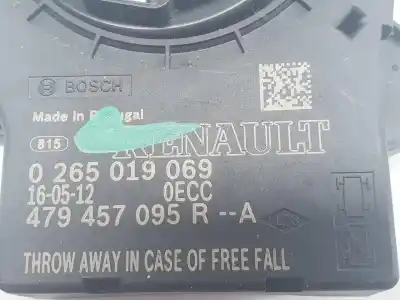 BOSCH
Made in Portugal
815
RENAULT
0 265 019 069
16-05-12 0ECC
479 457 095 R --A
THROW AWAY IN CASE OF FREE FALL